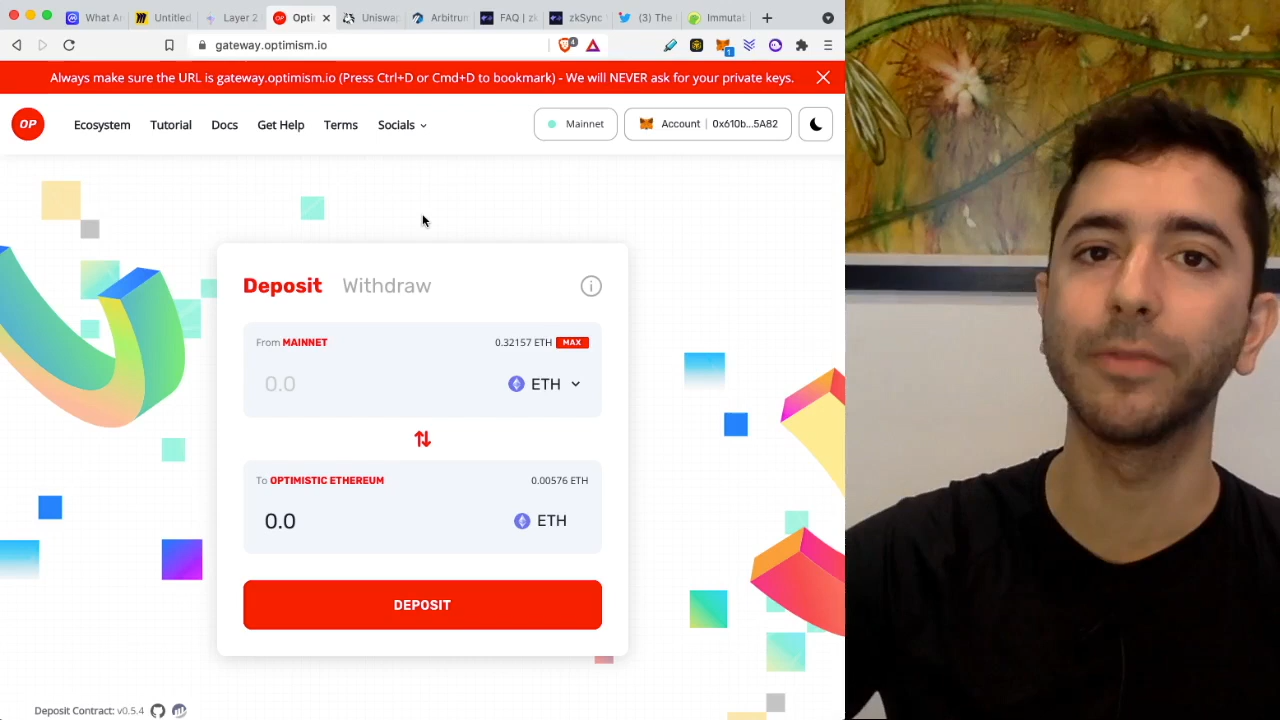 What Ar
Untitled
Layer 2
Opti
Uniswap
Arbitrum
FAQ | zk
zkSync
(3) The
Immutab
gateway.optimism.io
4
1
Always make sure the URL is gateway.optimism.io (Press Ctrl+D or Cmd+D to bookmark) - We will NEVER ask for your private keys.
OP
Ecosystem
Tutorial
Docs
Get Help
Terms
Socials
Mainnet
Account | 0x610b...5A82
Deposit
Withdraw
From MAINNET
0.32157 ETH MAX
0.0
ETH
To OPTIMISTIC ETHEREUM
0.00576 ETH
0.0
ETH
DEPOSIT
Deposit Contract: v0.5.4